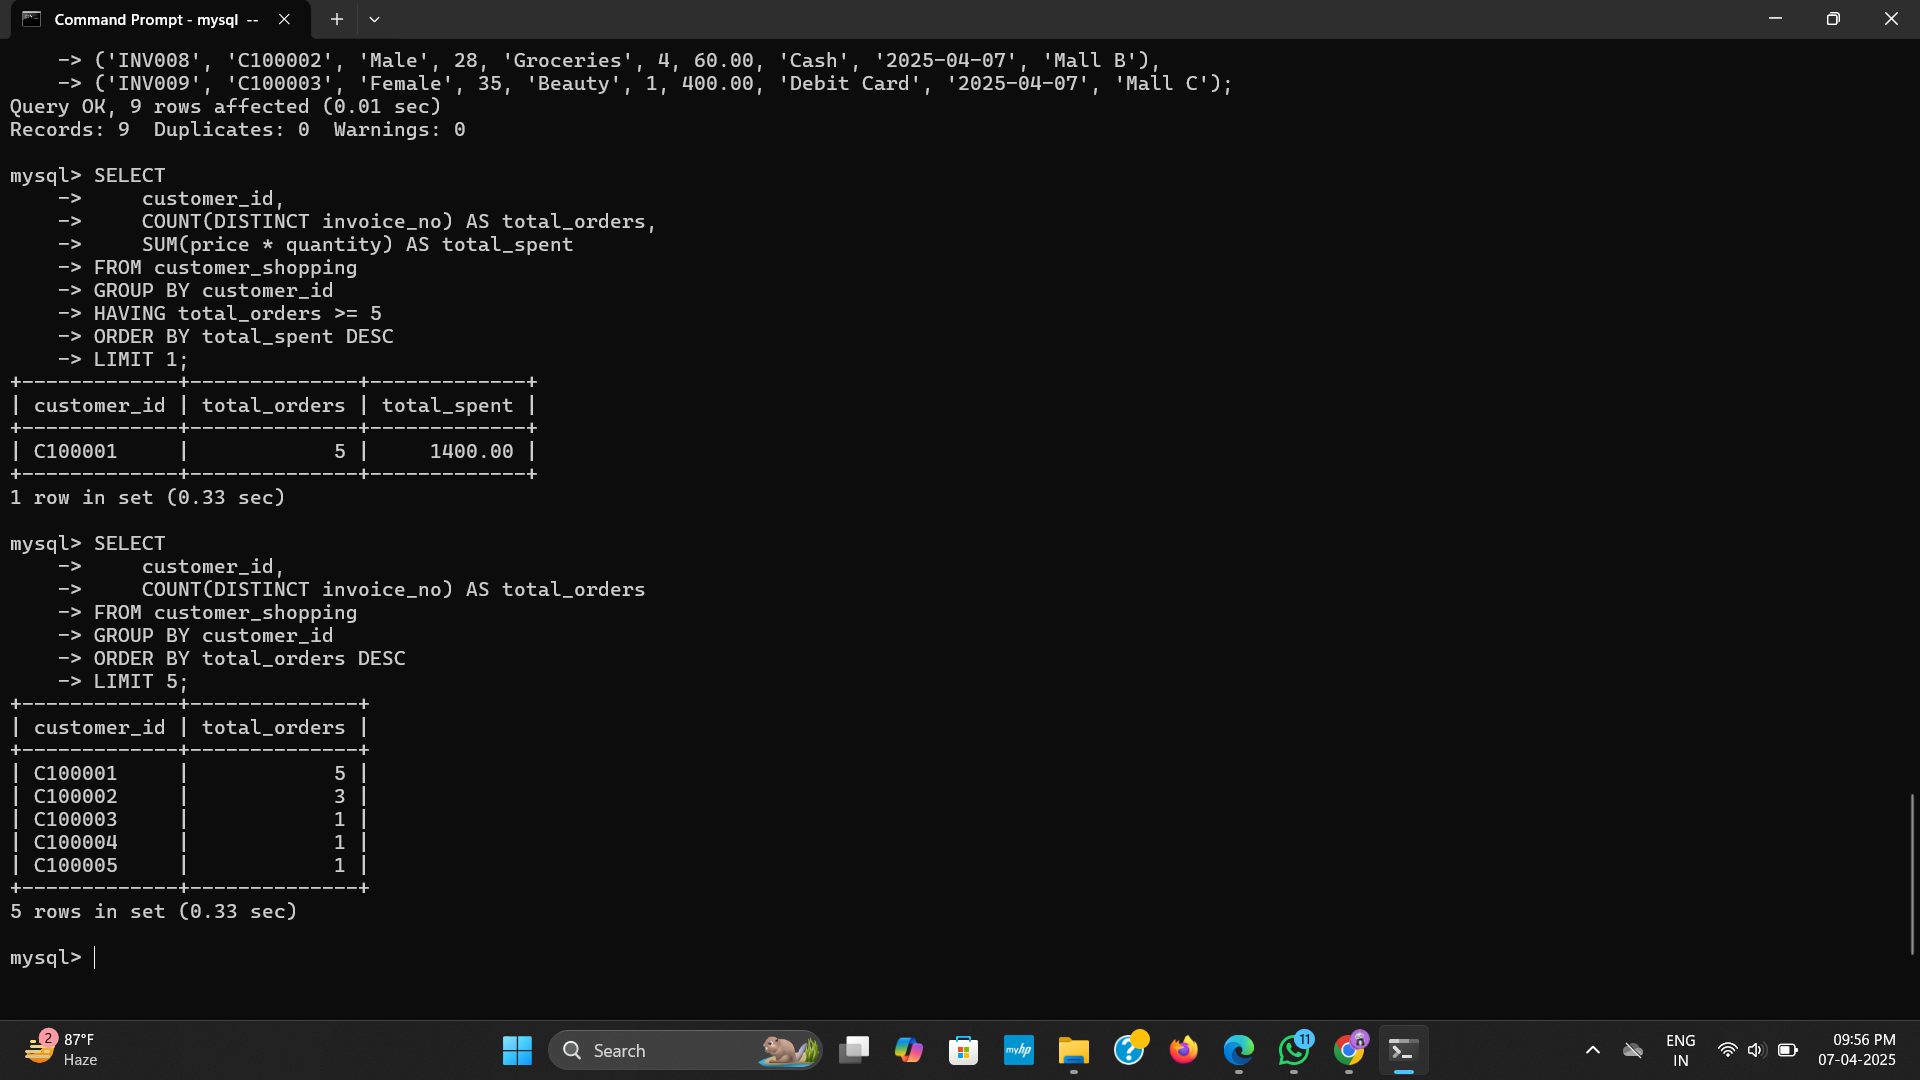 Command Prompt - mysql --
-> ('INV008', 'C100002', 'Male', 28, 'Groceries', 4, 60.00, 'Cash', '2025-04-07', 'Mall B'),
-> ('INV009', 'C100003', 'Female', 35, 'Beauty', 1, 400.00, 'Debit Card', '2025-04-07', 'Mall C');
Query OK, 9 rows affected (0.01 sec)
Records: 9  Duplicates: 0  Warnings: 0
mysql> SELECT
->     customer_id,
->     COUNT(DISTINCT invoice_no) AS total_orders,
->     SUM(price * quantity) AS total_spent
-> FROM customer_shopping
-> GROUP BY customer_id
-> HAVING total_orders >= 5
-> ORDER BY total_spent DESC
-> LIMIT 1;
+-------------+--------------+-------------+
| customer_id | total_orders | total_spent |
+-------------+--------------+-------------+
| C100001     |            5 |     1400.00 |
+-------------+--------------+-------------+
1 row in set (0.33 sec)
mysql> SELECT
->     customer_id,
->     COUNT(DISTINCT invoice_no) AS total_orders
-> FROM customer_shopping
-> GROUP BY customer_id
-> ORDER BY total_orders DESC
-> LIMIT 5;
+-------------+--------------+
| customer_id | total_orders |
+-------------+--------------+
| C100001     |            5 |
| C100002     |            3 |
| C100003     |            1 |
| C100004     |            1 |
| C100005     |            1 |
+-------------+--------------+
5 rows in set (0.33 sec)
mysql>
2
87°F
Haze
Search
myhp
11
ENG
IN
09:56 PM
07-04-2025